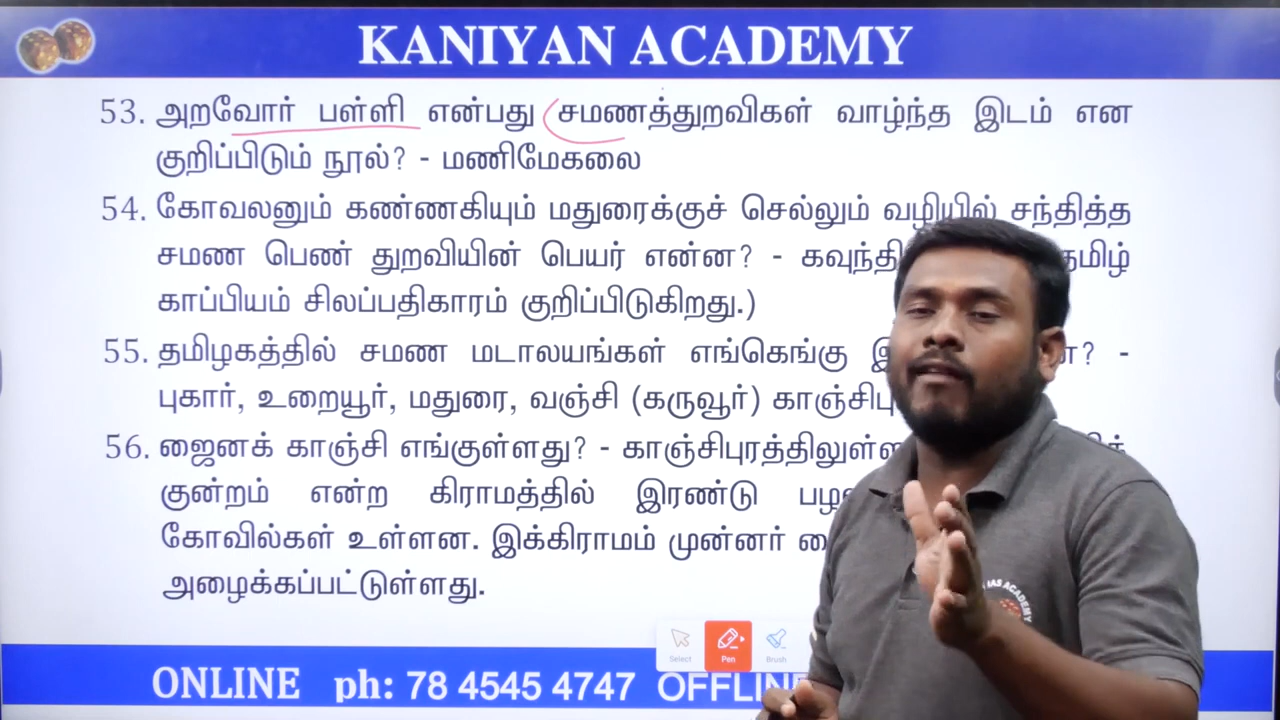 KANIYAN ACADEMY
53. அறவோர் பள்ளி என்பது சமணத்துறவிகள் வாழ்ந்த இடம் என
குறிப்பிடும் நூல்? - மணிமேகலை
54. கோவலனும் கண்ணகியும் மதுரைக்குச் செல்லும் வழியில் சந்தித்த
சமண பெண் துறவியின் பெயர் என்ன? -
காப்பியம் சிலப்பதிகாரம் குறிப்பிடுகிறது.)
55. தமிழகத்தில் சமண மடாலயங்கள் எங்கெங்கு
புகார், உறையூர், மதுரை, வஞ்சி (கருவூர்)
56. ஜைனக் காஞ்சி எங்குள்ளது? -
குன்றம் என்ற கிராமத்தில் இரண்டு
கோவில்கள் உள்ளன. இக்கிராமம் முன்னர்
அழைக்கப்பட்டுள்ளது.
IAS ACADEMY
Select Pen Brush
ONLINE ph: 78 4545 4747